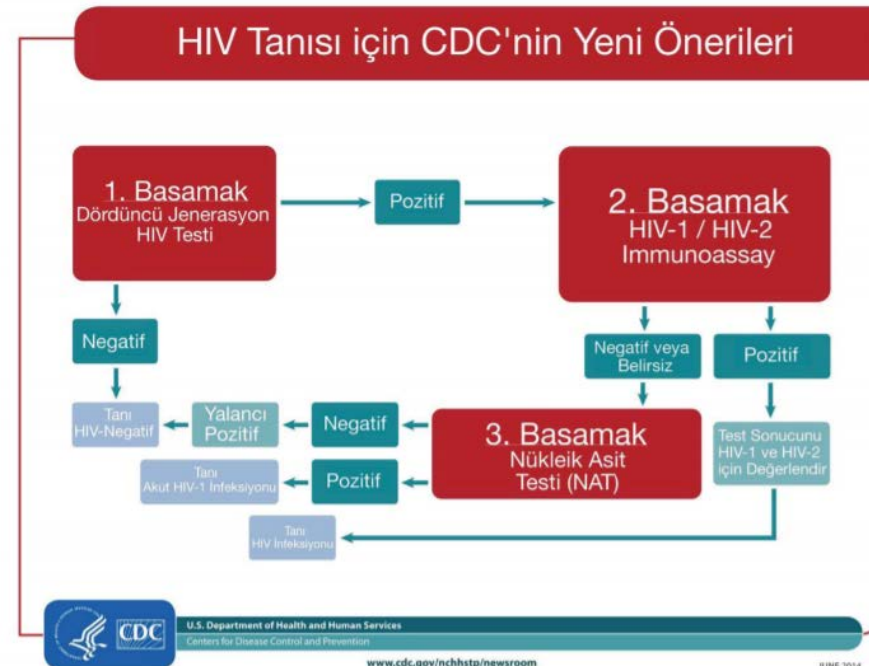 HIV Tanısı için CDC'nin Yeni Önerileri
1. Basamak
Dördüncü Jenerasyon
HIV Testi
Pozitif
2. Basamak
HIV-1 / HIV-2
Immunoassay
Negatif
Negatif veya
Belirsiz
Pozitif
Tanı
HIV-Negatif
Yalancı
Pozitif
Negatif
3. Basamak
Nükleik Asit
Testi (NAT)
Test Sonucunu
HIV-1 ve HIV-2
için Değerlendir
Tanı
Akut HIV-1 İnfeksiyonu
Pozitif
Tanı
HIV İnfeksiyonu
CDC
U.S. Department of Health and Human Services
Centers for Disease Control and Prevention
www.cdc.gov/nchhstp/newsroom
JUNE 2014